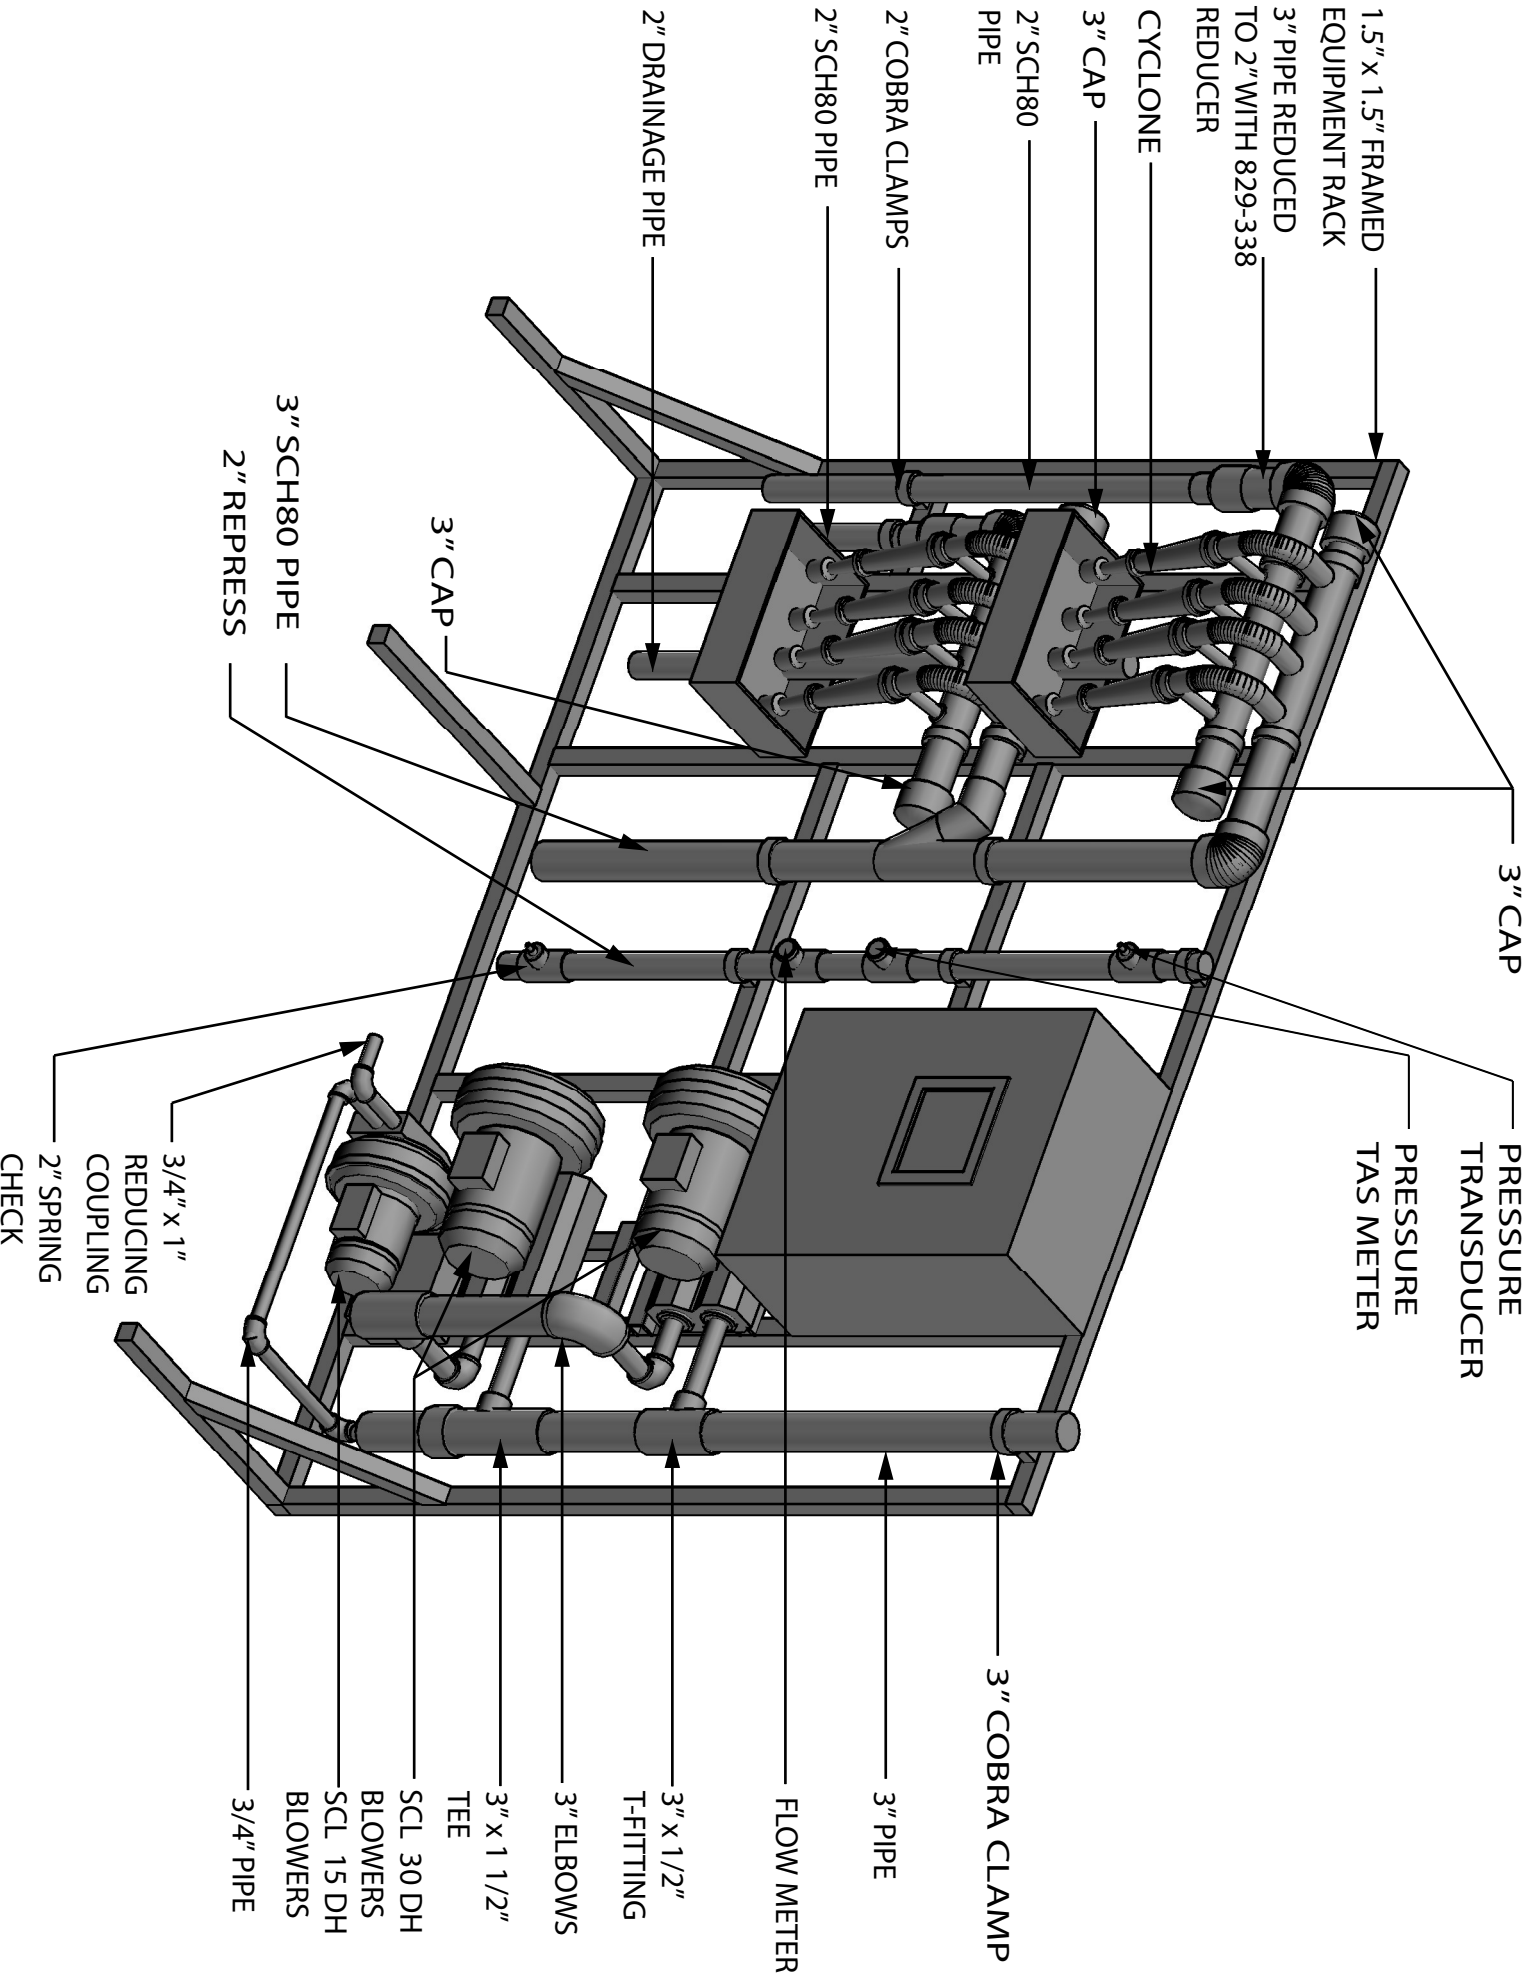 1.5" x 1.5" FRAMED
EQUIPMENT RACK
3" PIPE REDUCED
TO 2" WITH 829-338
REDUCER
CYCLONE
3" CAP
2" SCH80
PIPE
2" COBRA CLAMPS
2" SCH80 PIPE
2" DRAINAGE PIPE
3" CAP
3" SCH80 PIPE
2" REPRESS
3" CAP
PRESSURE
TRANSDUCER
PRESSURE
TAS METER
3/4" x 1"
REDUCING
COUPLING
2" SPRING
CHECK
3" COBRA CLAMP
3" PIPE
FLOW METER
3" x 1/2"
T-FITTING
3" ELBOWS
3" x 1 1/2"
TEE
SCL 30 DH
BLOWERS
SCL 15 DH
BLOWERS
3/4" PIPE